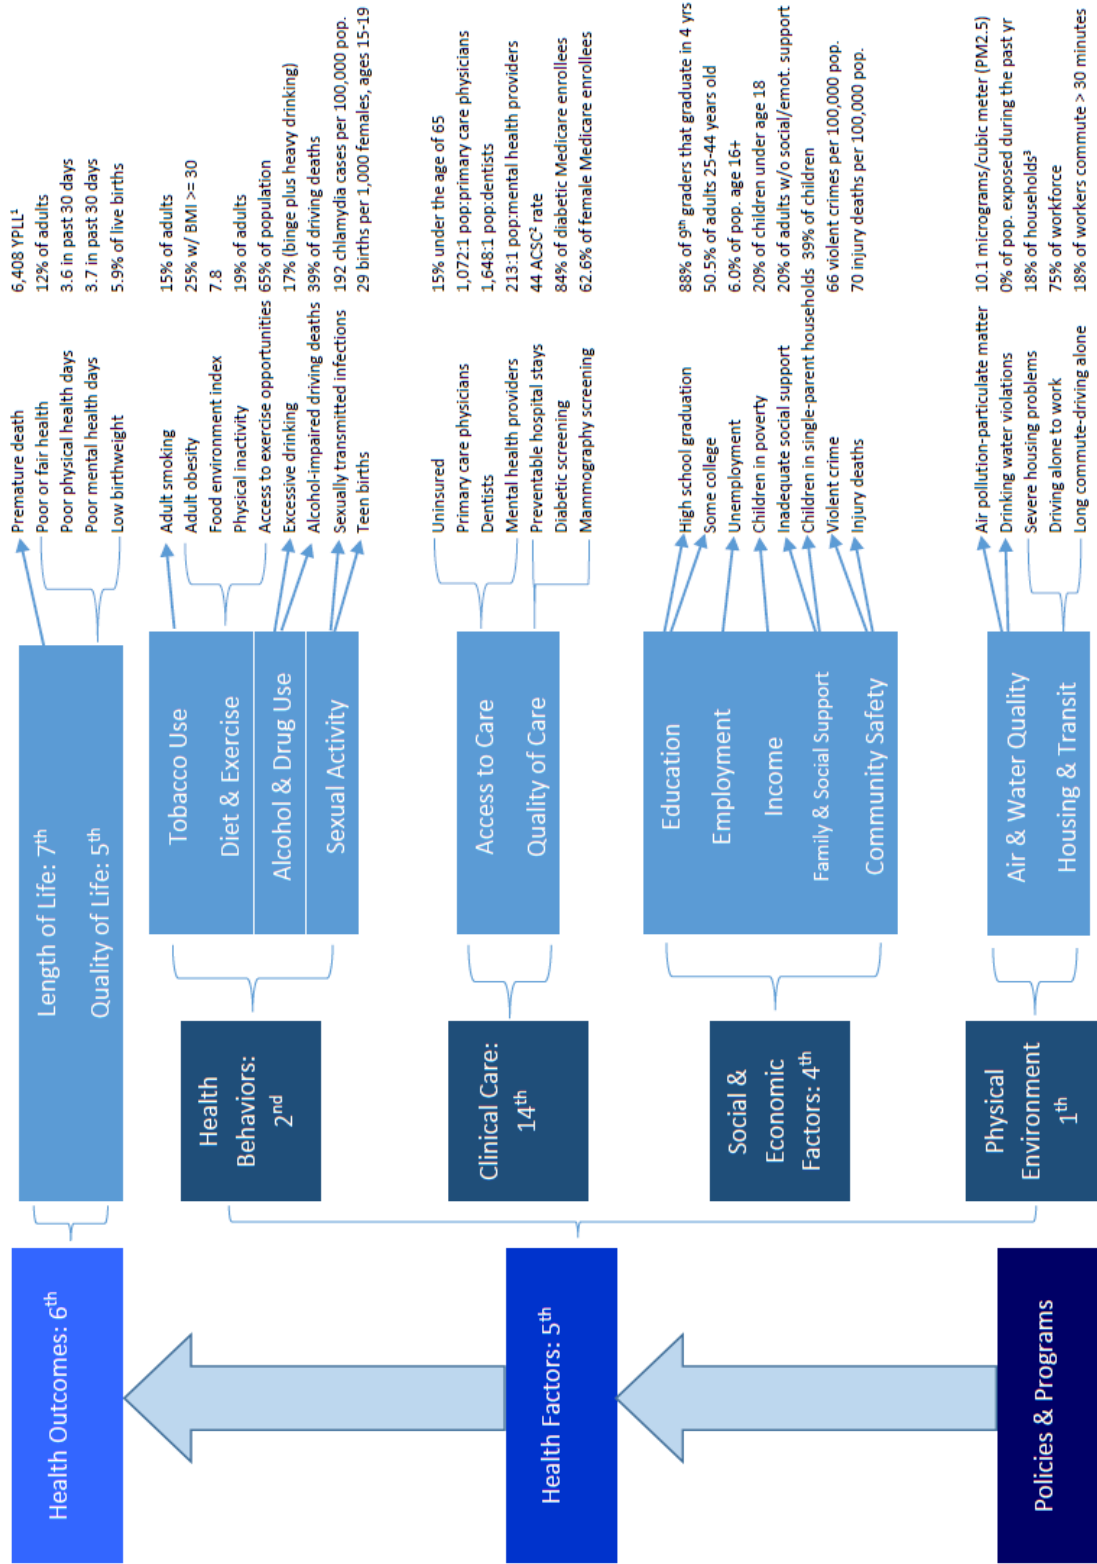 Health Outcomes: 6th
Length of Life: 7th
Quality of Life: 5th
Premature death 6,408 YPLL¹
Poor or fair health 12% of adults
Poor physical health days 3.6 in past 30 days
Poor mental health days 3.7 in past 30 days
Low birthweight 5.9% of live births
Health Factors: 5th
Health
Behaviors:
2nd
Tobacco Use
Diet & Exercise
Alcohol & Drug Use
Sexual Activity
Adult smoking 15% of adults
Adult obesity 25% w/ BMI >= 30
Food environment index 7.8
Physical inactivity 19% of adults
Access to exercise opportunities 65% of population
Excessive drinking 17% (binge plus heavy drinking)
Alcohol-impaired driving deaths 39% of driving deaths
Sexually transmitted infections 192 chlamydia cases per 100,000 pop.
Teen births 29 births per 1,000 females, ages 15-19
Clinical Care:
14th
Access to Care
Quality of Care
Uninsured 15% under the age of 65
Primary care physicians 1,072:1 pop:primary care physicians
Dentists 1,648:1 pop:dentists
Mental health providers 213:1 pop:mental health providers
Preventable hospital stays 44 ACSC² rate
Diabetic screening 84% of diabetic Medicare enrollees
Mammography screening 62.6% of female Medicare enrollees
Social &
Economic
Factors: 4th
Education
Employment
Income
Family & Social Support
Community Safety
High school graduation 88% of 9th graders that graduate in 4 yrs
Some college 50.5% of adults 25-44 years old
Unemployment 6.0% of pop. age 16+
Children in poverty 20% of children under age 18
Inadequate social support 20% of adults w/o social/emot. support
Children in single-parent households 39% of children
Violent crime 66 violent crimes per 100,000 pop.
Injury deaths 70 injury deaths per 100,000 pop.
Policies & Programs
Physical
Environment
1th
Air & Water Quality
Housing & Transit
Air pollution-particulate matter 10.1 micrograms/cubic meter (PM2.5)
Drinking water violations 0% of pop. exposed during the past yr
Severe housing problems 18% of households³
Driving alone to work 75% of workforce
Long commute-driving alone 18% of workers commute > 30 minutes